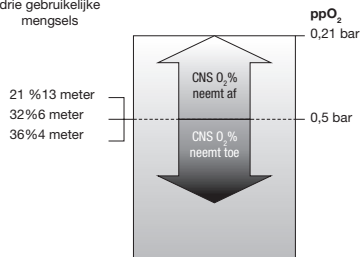 drie gebruikelijke
mengsels
ppO₂
0,21 bar
CNS O₂%
neemt af
21 %13 meter
32%6 meter
36%4 meter
0,5 bar
CNS O₂%
neemt toe